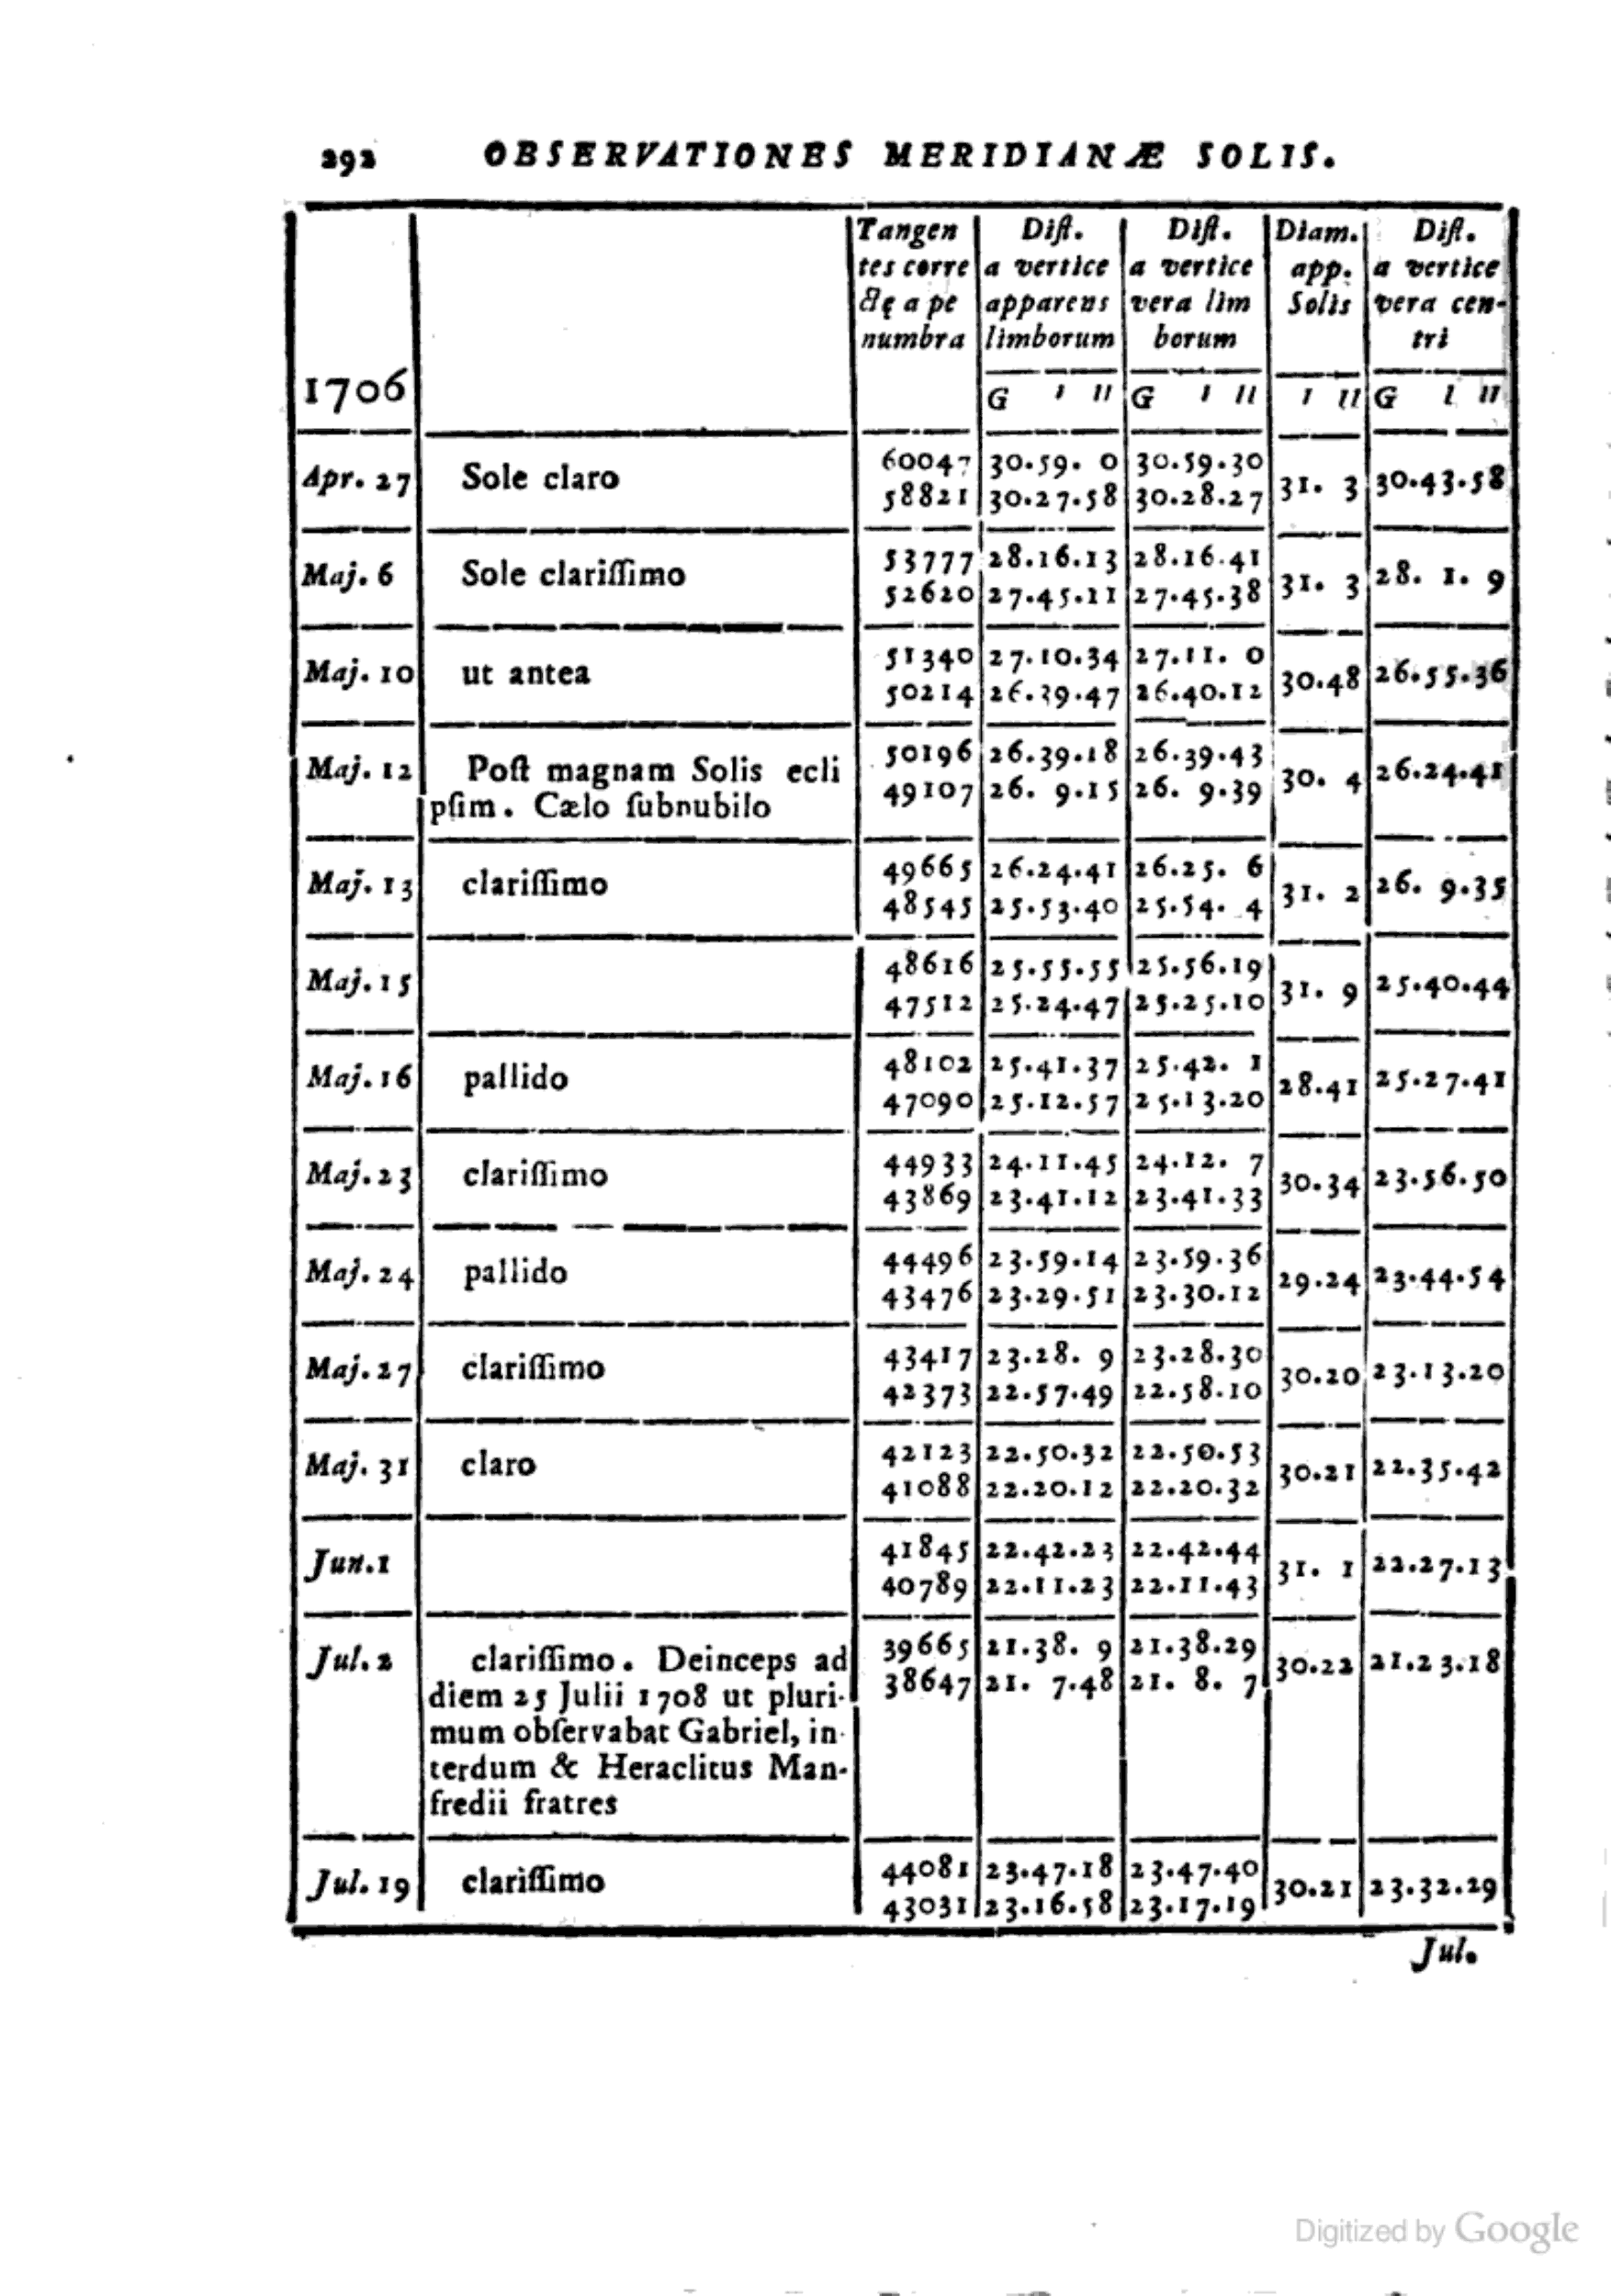 292 OBSERVATIONES MERIDIANÆ SOLIS.
1706
Tangen
tes corre
ctę a pe
numbra
Dist.
a vertice
apparens
limborum
G ' "
Dist.
a vertice
vera lim
borum
G ' "
Diam.
app.
Solis
' "
Dist.
a vertice
vera cen-
tri
G ' "
Apr. 27 Sole claro 60047 30.59. 0 30.59.30 31. 3 30.43.58
58821 30.27.58 30.28.27
Maj. 6 Sole clarissimo 53777 28.16.13 28.16.41 31. 3 28. 1. 9
52620 27.45.11 27.45.38
Maj. 10 ut antea 51340 27.10.34 27.11. 0 30.48 26.55.36
50214 26.39.47 26.40.12
Maj. 12 Post magnam Solis ecli 50196 26.39.18 26.39.43 30. 4 26.24.41
psim. Cælo subnubilo 49107 26. 9.15 26. 9.39
Maj. 13 clarissimo 49665 26.24.41 26.25. 6 31. 2 26. 9.35
48545 25.53.40 25.54. 4
Maj. 15 48616 25.55.55 25.56.19 31. 9 25.40.44
47512 25.24.47 25.25.10
Maj. 16 pallido 48102 25.41.37 25.42. 1 28.41 25.27.41
47090 25.12.57 25.13.20
Maj. 23 clarissimo 44933 24.11.45 24.12. 7 30.34 23.56.50
43869 23.41.12 23.41.33
Maj. 24 pallido 44496 23.59.14 23.59.36 29.24 23.44.54
43476 23.29.51 23.30.12
Maj. 27 clarissimo 43417 23.28. 9 23.28.30 30.20 23.13.20
42373 22.57.49 22.58.10
Maj. 31 claro 42123 22.50.32 22.50.53 30.21 22.35.42
41088 22.20.12 22.20.32
Jun. 1 41845 22.42.23 22.42.44 31. 1 22.27.13
40789 22.11.23 22.11.43
Jul. 2 clarissimo. Deinceps ad 39665 21.38. 9 21.38.29 30.22 21.23.18
diem 25 Julii 1708 ut pluri- 38647 21. 7.48 21. 8. 7
mum observabat Gabriel, in-
terdum & Heraclitus Man-
fredii fratres
Jul. 19 clarissimo 44081 23.47.18 23.47.40 30.21 23.32.29
43031 23.16.58 23.17.19
Jul.
Digitized by Google